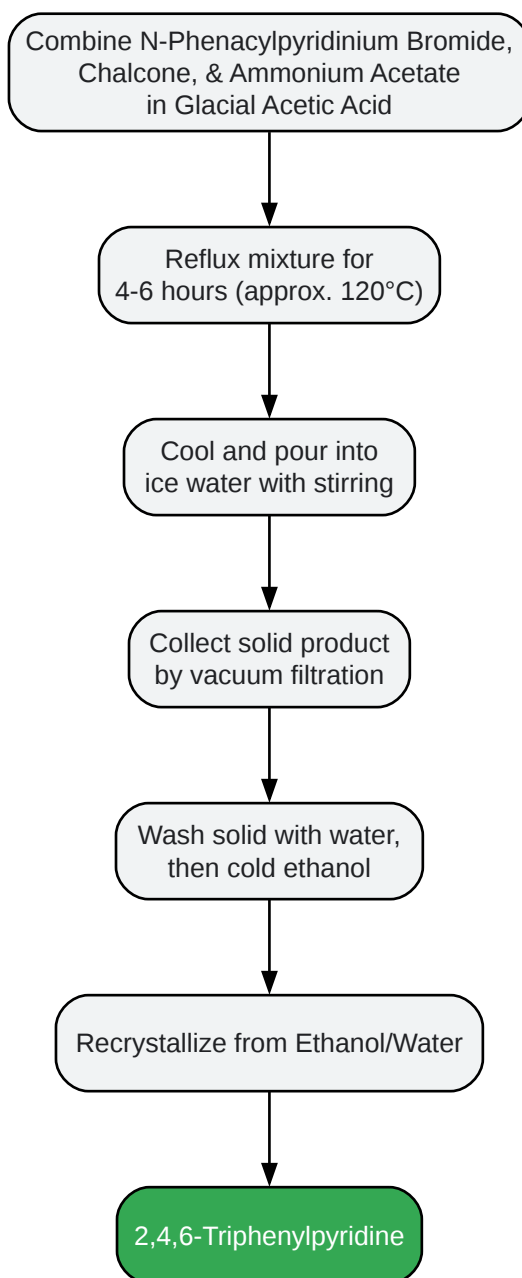 Combine N-Phenacylpyridinium Bromide,
Chalcone, & Ammonium Acetate
in Glacial Acetic Acid
Reflux mixture for
4-6 hours (approx. 120°C)
Cool and pour into
ice water with stirring
Collect solid product
by vacuum filtration
Wash solid with water,
then cold ethanol
Recrystallize from Ethanol/Water
2,4,6-Triphenylpyridine